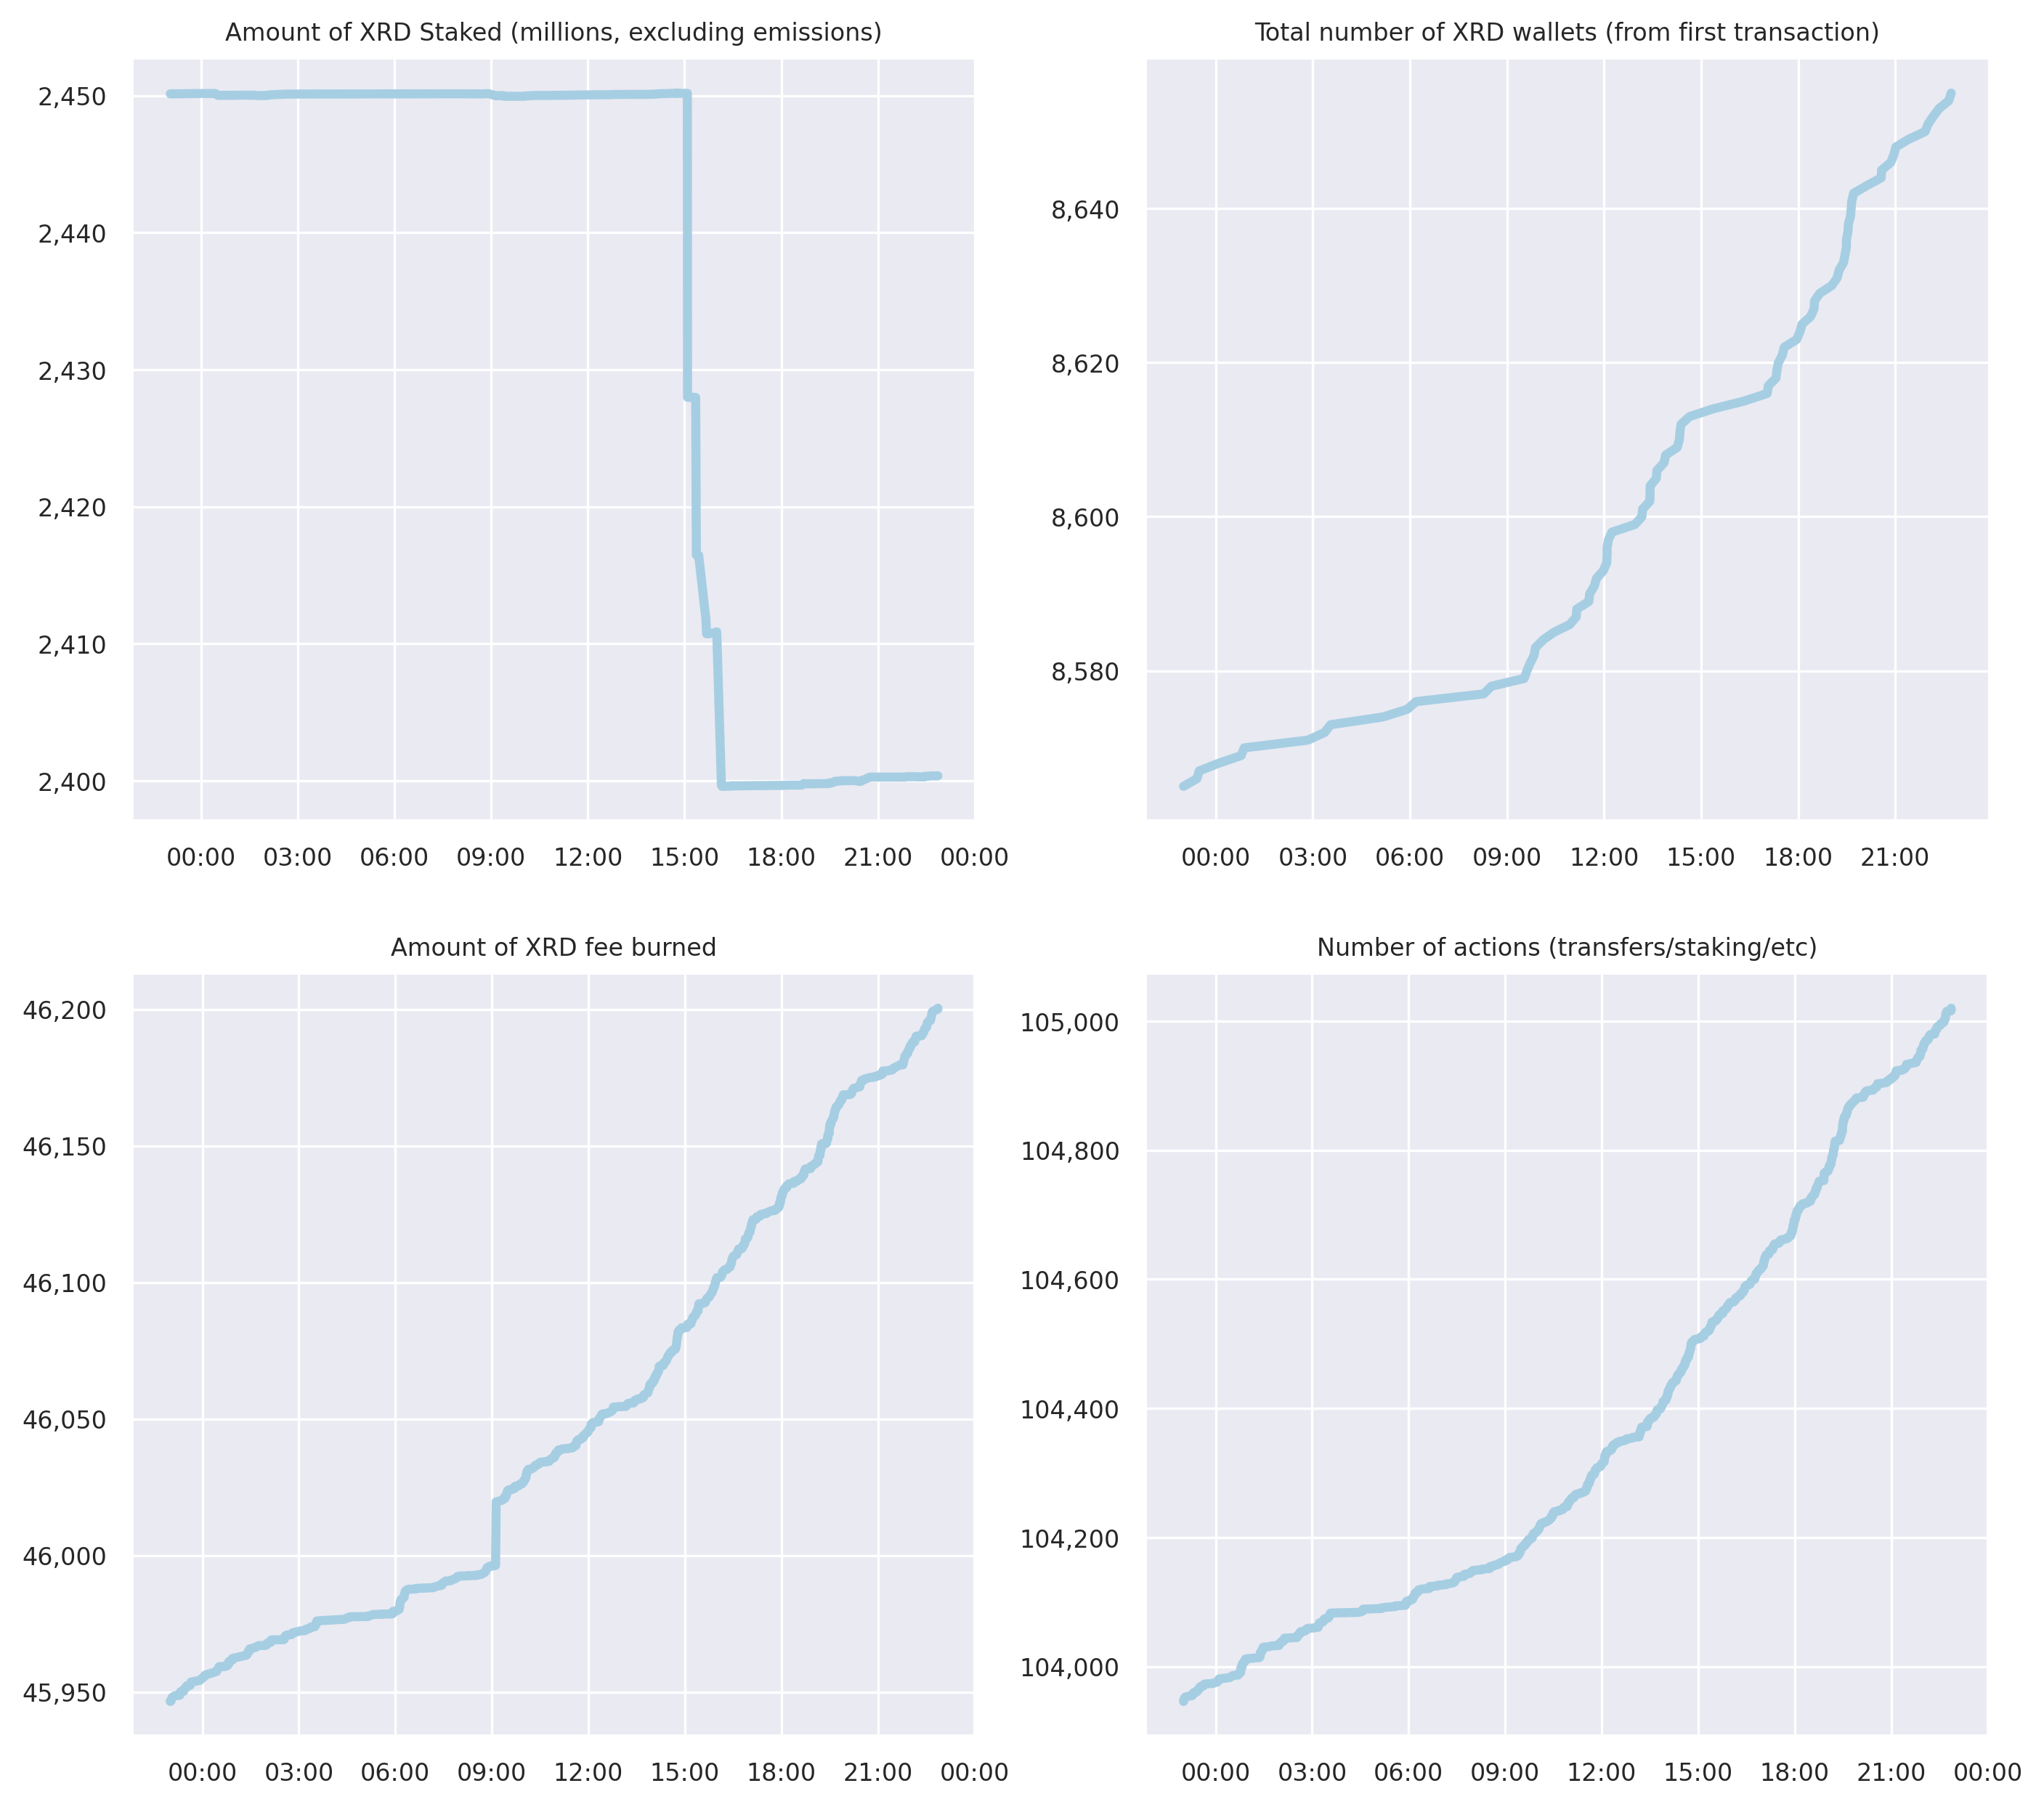 Amount of XRD Staked (millions, excluding emissions)
2,450
2,440
2,430
2,420
2,410
2,400
00:00 03:00 06:00 09:00 12:00 15:00 18:00 21:00 00:00
Total number of XRD wallets (from first transaction)
8,640
8,620
8,600
8,580
00:00 03:00 06:00 09:00 12:00 15:00 18:00 21:00
Amount of XRD fee burned
46,200
46,150
46,100
46,050
46,000
45,950
00:00 03:00 06:00 09:00 12:00 15:00 18:00 21:00 00:00
Number of actions (transfers/staking/etc)
105,000
104,800
104,600
104,400
104,200
104,000
00:00 03:00 06:00 09:00 12:00 15:00 18:00 21:00 00:00